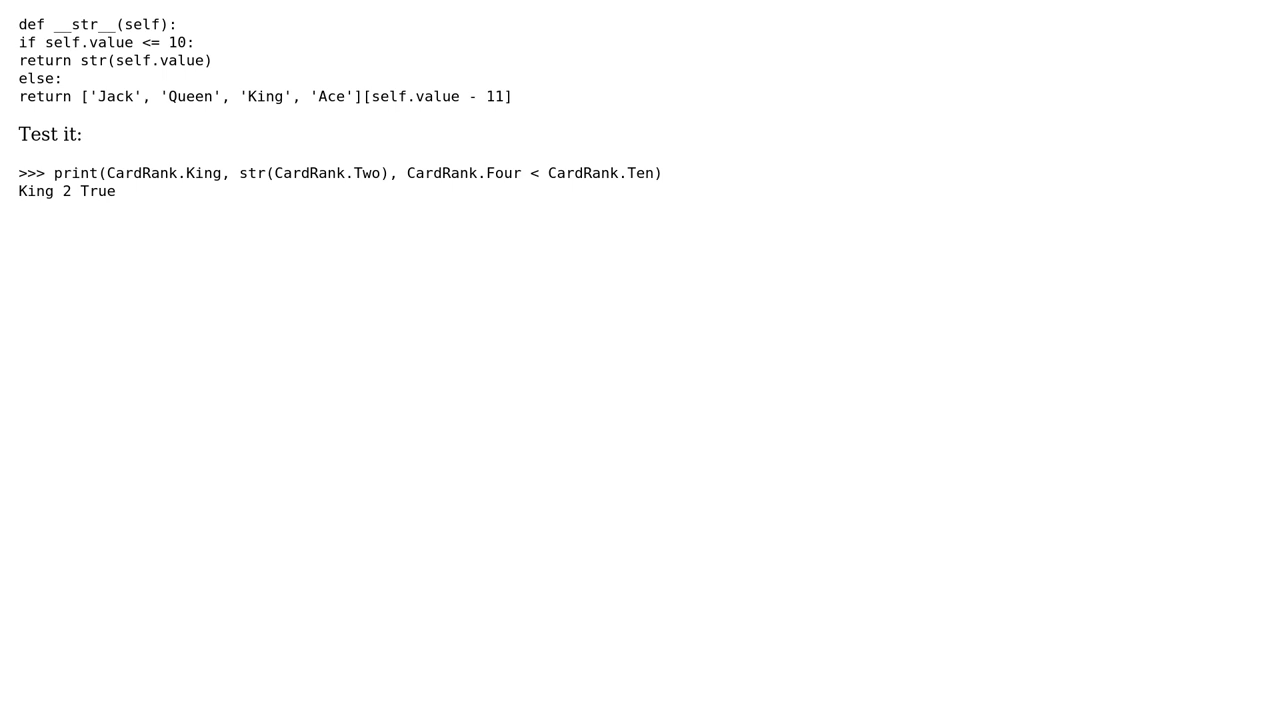 def __str__(self):
if self.value <= 10:
return str(self.value)
else:
return ['Jack', 'Queen', 'King', 'Ace'][self.value - 11]
Test it:
>>> print(CardRank.King, str(CardRank.Two), CardRank.Four < CardRank.Ten)
King 2 True